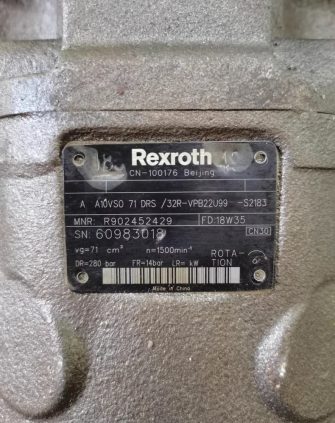 Rexroth
CN-100176 Beijing
A A10VSO 71 DRS /32R-VPB22U99 -S2183
MNR: R902452429 FD:18W35
SN: 60983018 CN30
vg=71 cm³ n=1500min⁻¹ ROTA-
DR=280 bar FR=14bar LR= kW TION
Made in China